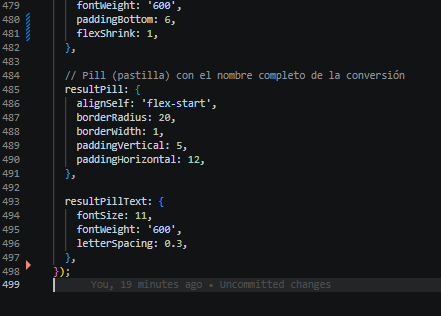 479 fontWeight: '600',
480 paddingBottom: 6,
481 flexShrink: 1,
482 },
483
484 // Pill (pastilla) con el nombre completo de la conversión
485 resultPill: {
486 alignSelf: 'flex-start',
487 borderRadius: 20,
488 borderWidth: 1,
489 paddingVertical: 5,
490 paddingHorizontal: 12,
491 },
492
493 resultPillText: {
494 fontSize: 11,
495 fontWeight: '600',
496 letterSpacing: 0.3,
497 },
498 });
499 You, 19 minutes ago • Uncommitted changes